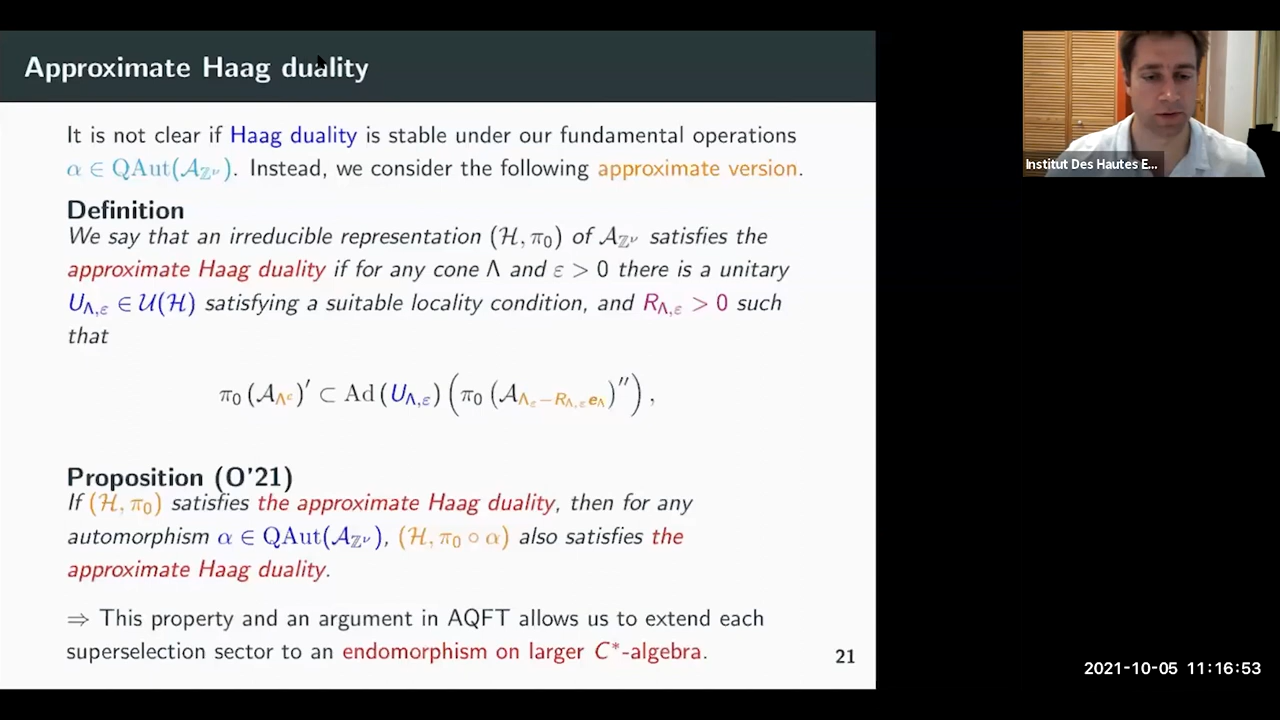 Approximate Haag duality
It is not clear if Haag duality is stable under our fundamental operations
α ∈ QAut(𝒜_{ℤ^ν}). Instead, we consider the following approximate version.
Definition
We say that an irreducible representation (ℋ, π₀) of 𝒜_{ℤ^ν} satisfies the
approximate Haag duality if for any cone Λ and ε > 0 there is a unitary
U_{Λ,ε} ∈ 𝒰(ℋ) satisfying a suitable locality condition, and R_{Λ,ε} > 0 such
that
π₀ (𝒜_{Λ^c})′ ⊂ Ad (U_{Λ,ε}) (π₀ (𝒜_{Λ_ε − R_{Λ,ε} e_Λ})″) ,
Proposition (O'21)
If (ℋ, π₀) satisfies the approximate Haag duality, then for any
automorphism α ∈ QAut(𝒜_{ℤ^ν}), (ℋ, π₀ ∘ α) also satisfies the
approximate Haag duality.
⇒ This property and an argument in AQFT allows us to extend each
superselection sector to an endomorphism on larger C*-algebra.
21
Institut Des Hautes E...
2021-10-05 11:16:53